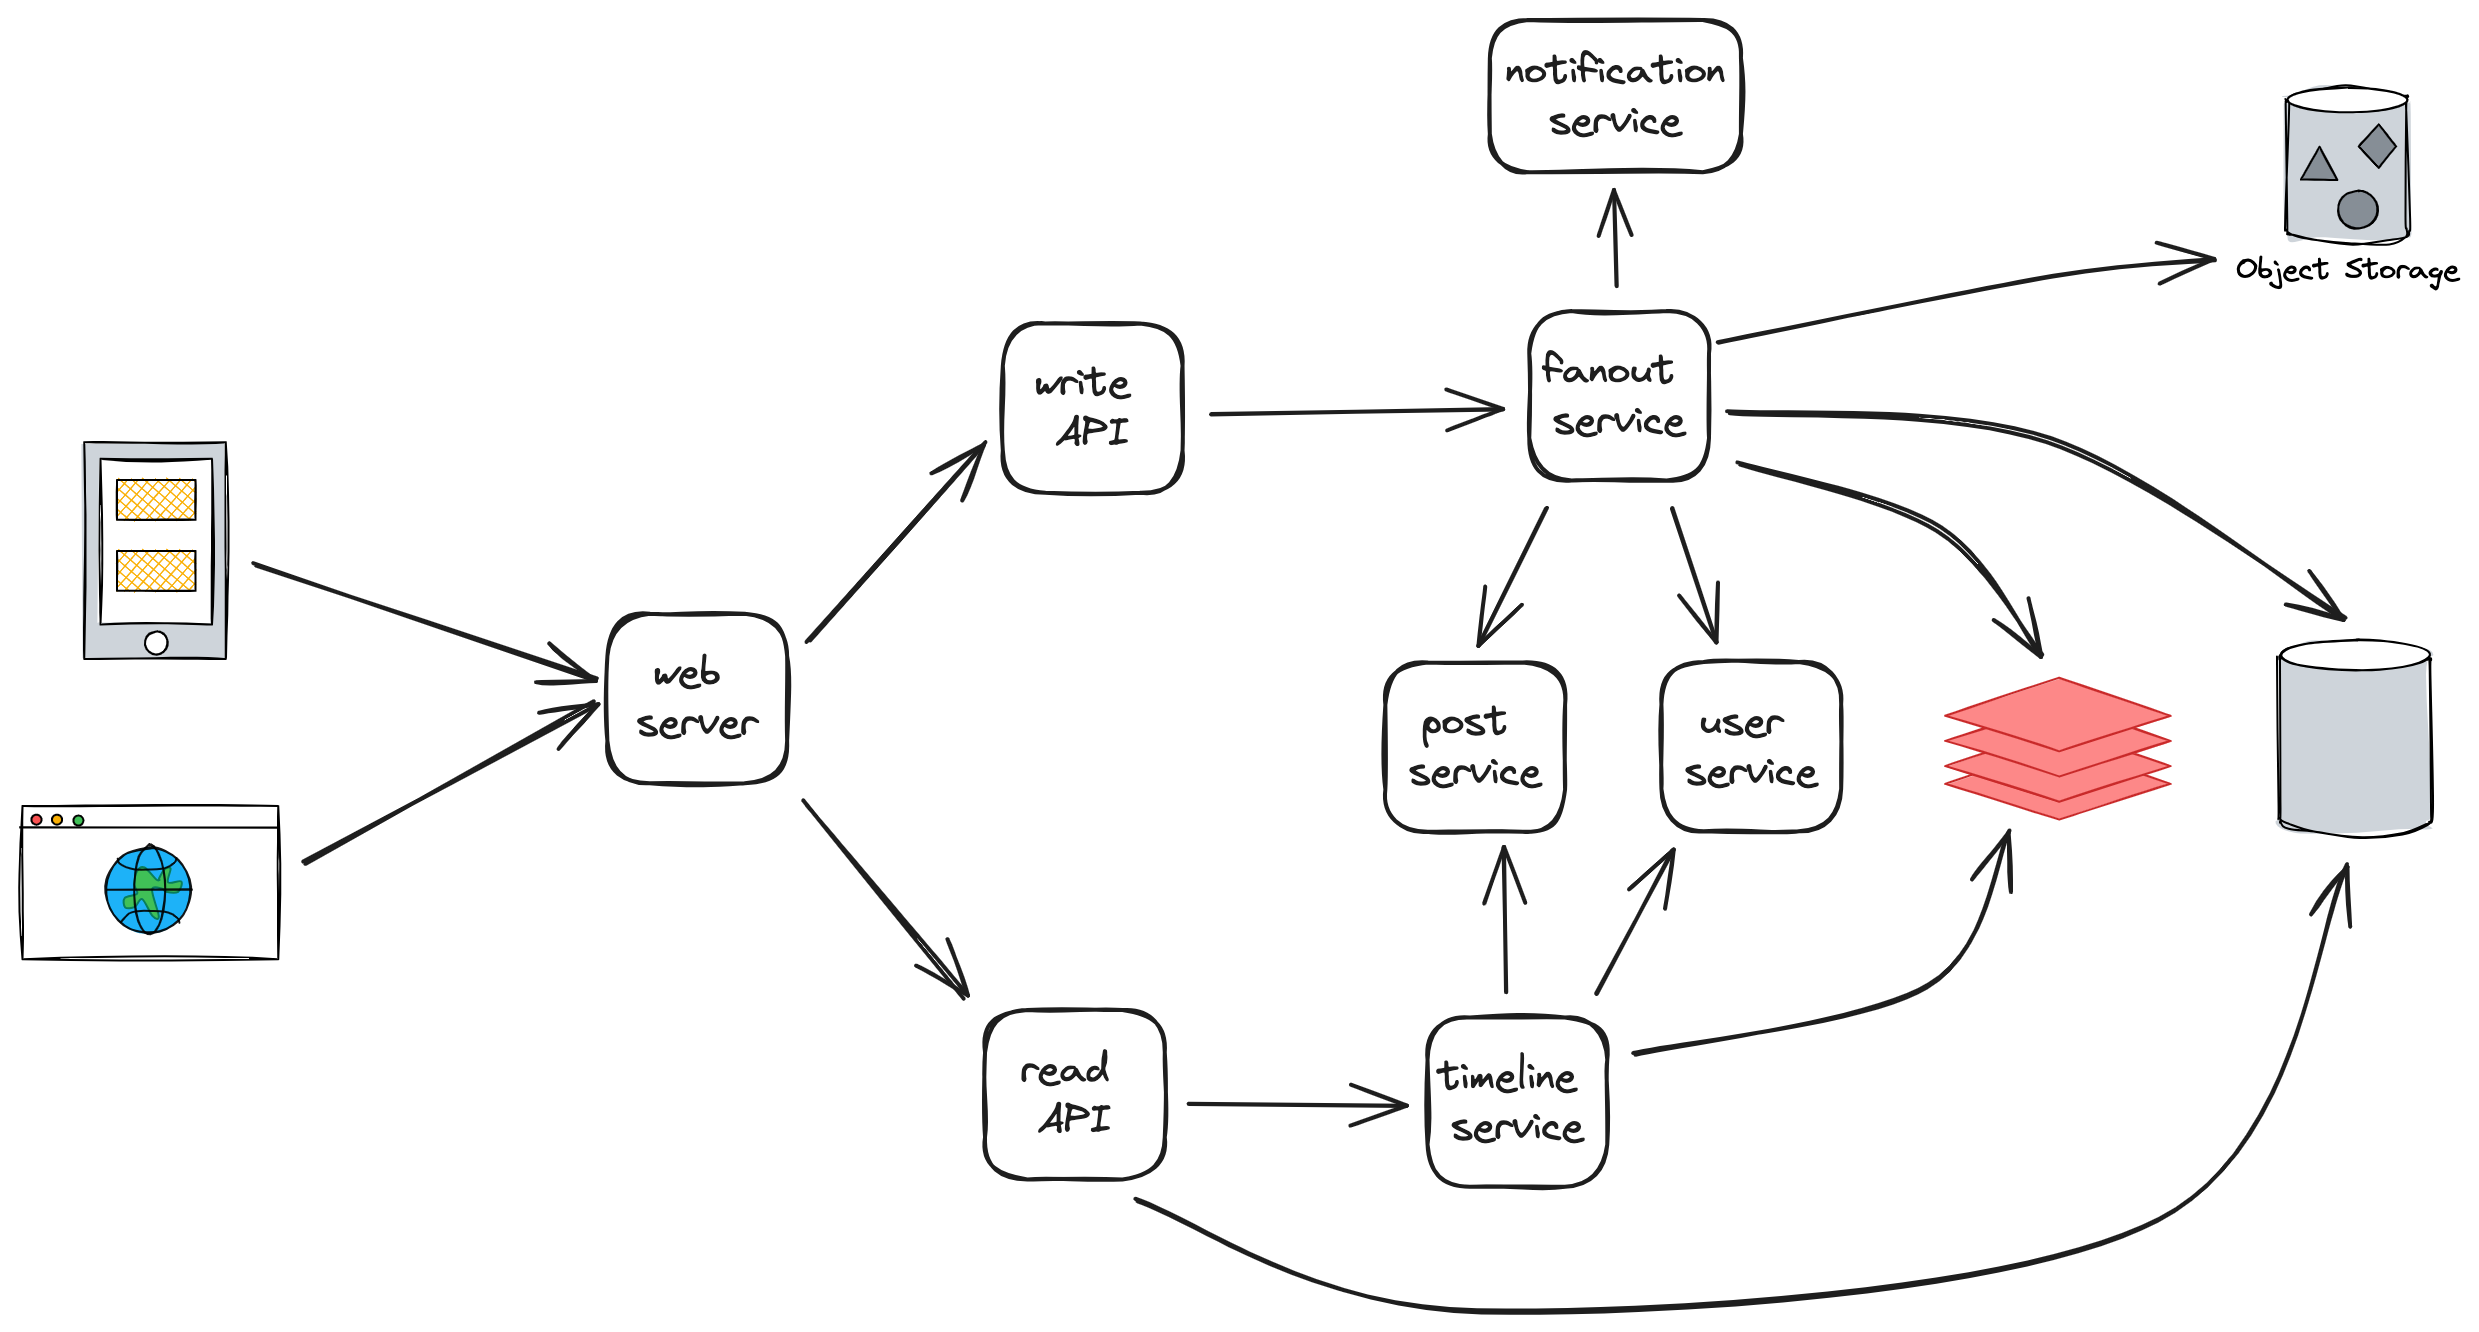 notification
service
Object Storage
fanout
service
write
API
web
server
post
service
user
service
read
API
timeline
service